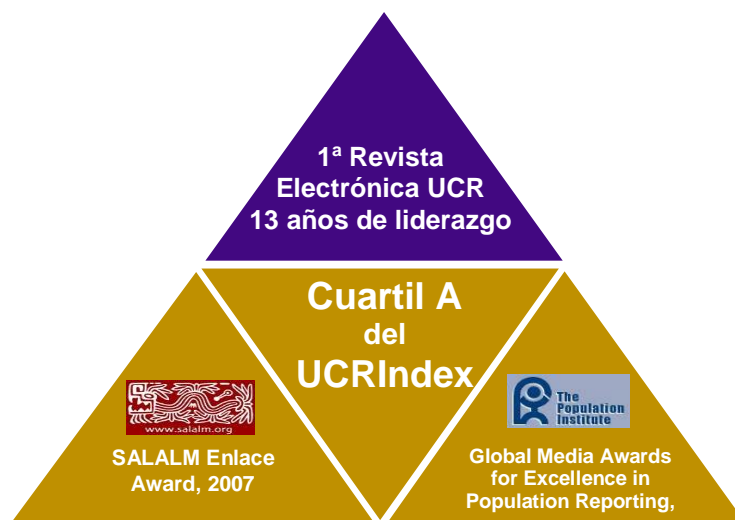 1ª Revista
Electrónica UCR
13 años de liderazgo
Cuartil A
del
UCRIndex
www.salalm.org
SALALM Enlace
Award, 2007
The
Population
Institute
Global Media Awards
for Excellence in
Population Reporting,